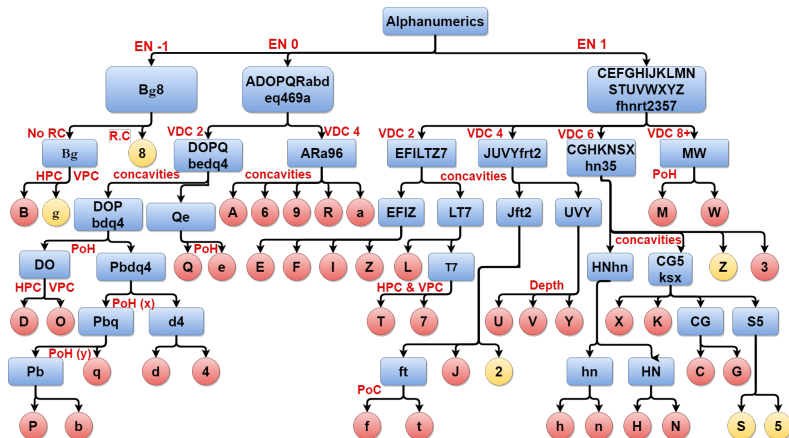 Alphanumerics
EN -1
EN 0
EN 1
Bg8
ADOPQRabd
eq469a
CEFGHIJKLMN
STUVWXYZ
fhnrt2357
No RC
R.C
VDC 2
VDC 4
VDC 2
VDC 4
VDC 6
VDC 8+
Bg
8
DOPQ
bedq4
ARa96
EFILTZ7
JUVYfrt2
CGHKNSX
hn35
MW
HPC
VPC
concavities
concavities
concavities
PoH
B
g
DOP
bdq4
Qe
A
6
9
R
a
EFIZ
LT7
Jft2
UVY
M
W
concavities
PoH
PoH
DO
Pbdq4
Q
e
E
F
I
Z
L
T7
HNhn
CG5
ksx
Z
3
HPC
VPC
HPC & VPC
Depth
PoH (x)
D
O
Pbq
d4
T
7
U
V
Y
X
K
CG
S5
PoH (y)
Pb
q
d
4
ft
J
2
hn
HN
C
G
PoC
P
b
f
t
h
n
H
N
S
5